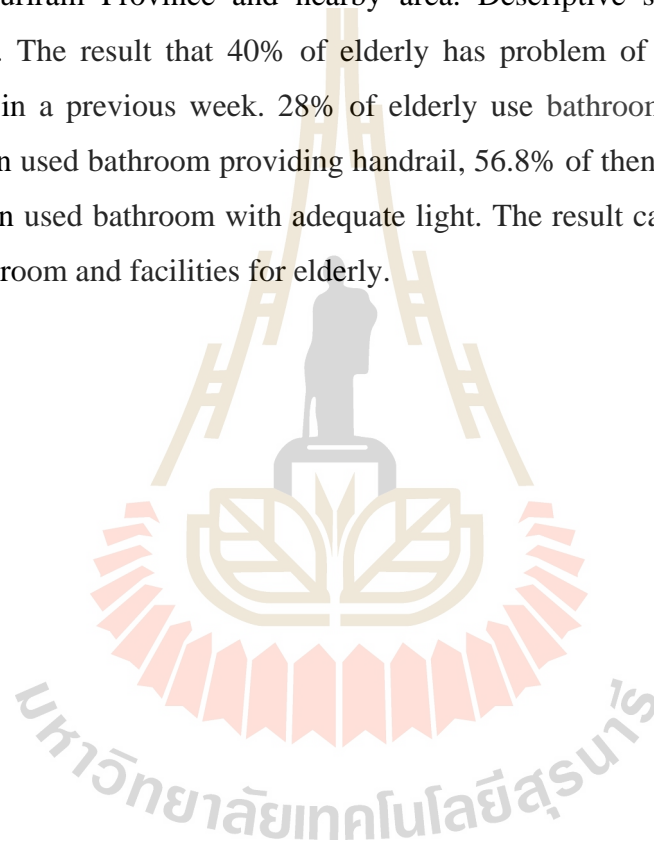 uriram Province and nearby area. Descriptive s
. The result that 40% of elderly has problem of
in a previous week. 28% of elderly use bathroom
n used bathroom providing handrail, 56.8% of then
n used bathroom with adequate light. The result ca
room and facilities for elderly.
มหาวิทยาลัยเทคโนโลยีสุรนารี